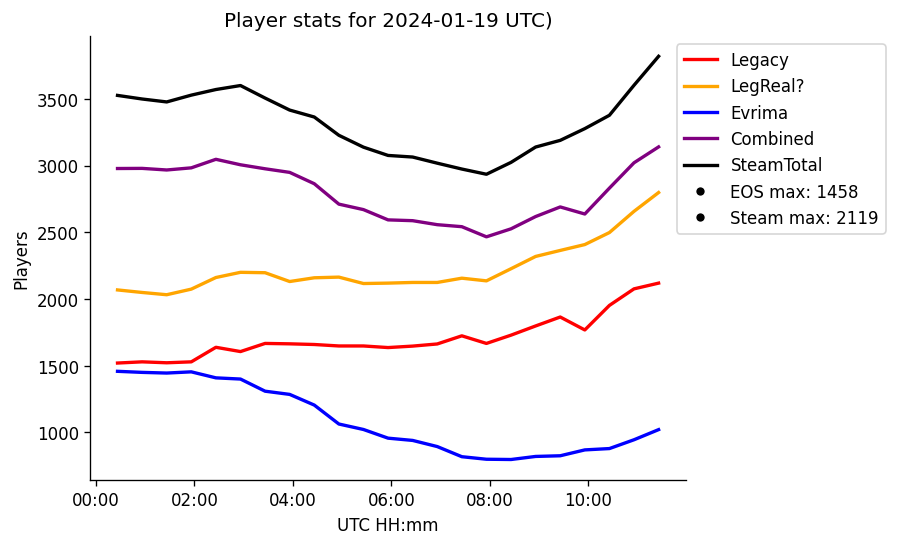 Player stats for 2024-01-19 UTC)
Legacy
LegReal?
Evrima
Combined
SteamTotal
EOS max: 1458
Steam max: 2119
Players
3500
3000
2500
2000
1500
1000
00:00 02:00 04:00 06:00 08:00 10:00
UTC HH:mm